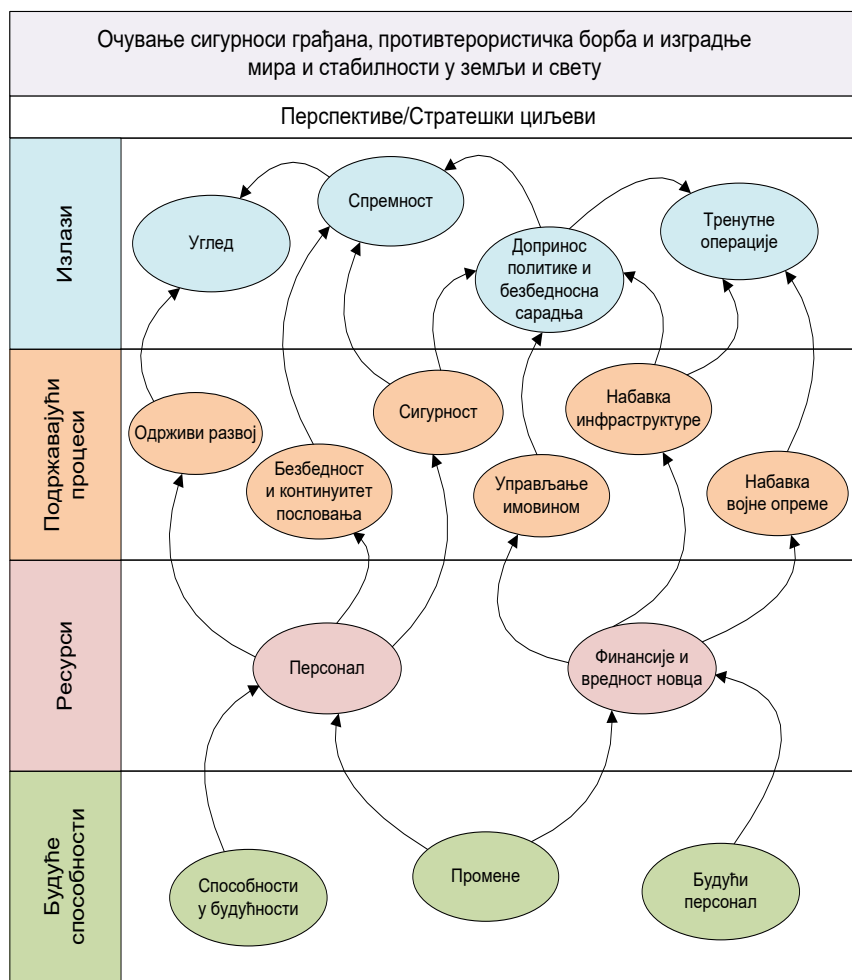 Очување сигурноси грађана, противтерористичка борба и изградње
мира и стабилности у земљи и свету
Перспективе/Стратешки циљеви
Излази
Углед
Спремност
Допринос
политике и
безбедносна
сарадња
Тренутне
операције
Подржавајући
процеси
Одрживи развој
Безбедност
и континуитет
пословања
Сигурност
Управљање
имовином
Набавка
инфраструктуре
Набавка
војне опреме
Ресурси
Персонал
Финансије и
вредност новца
Будуће
способности
Способности
у будућности
Промене
Будући
персонал